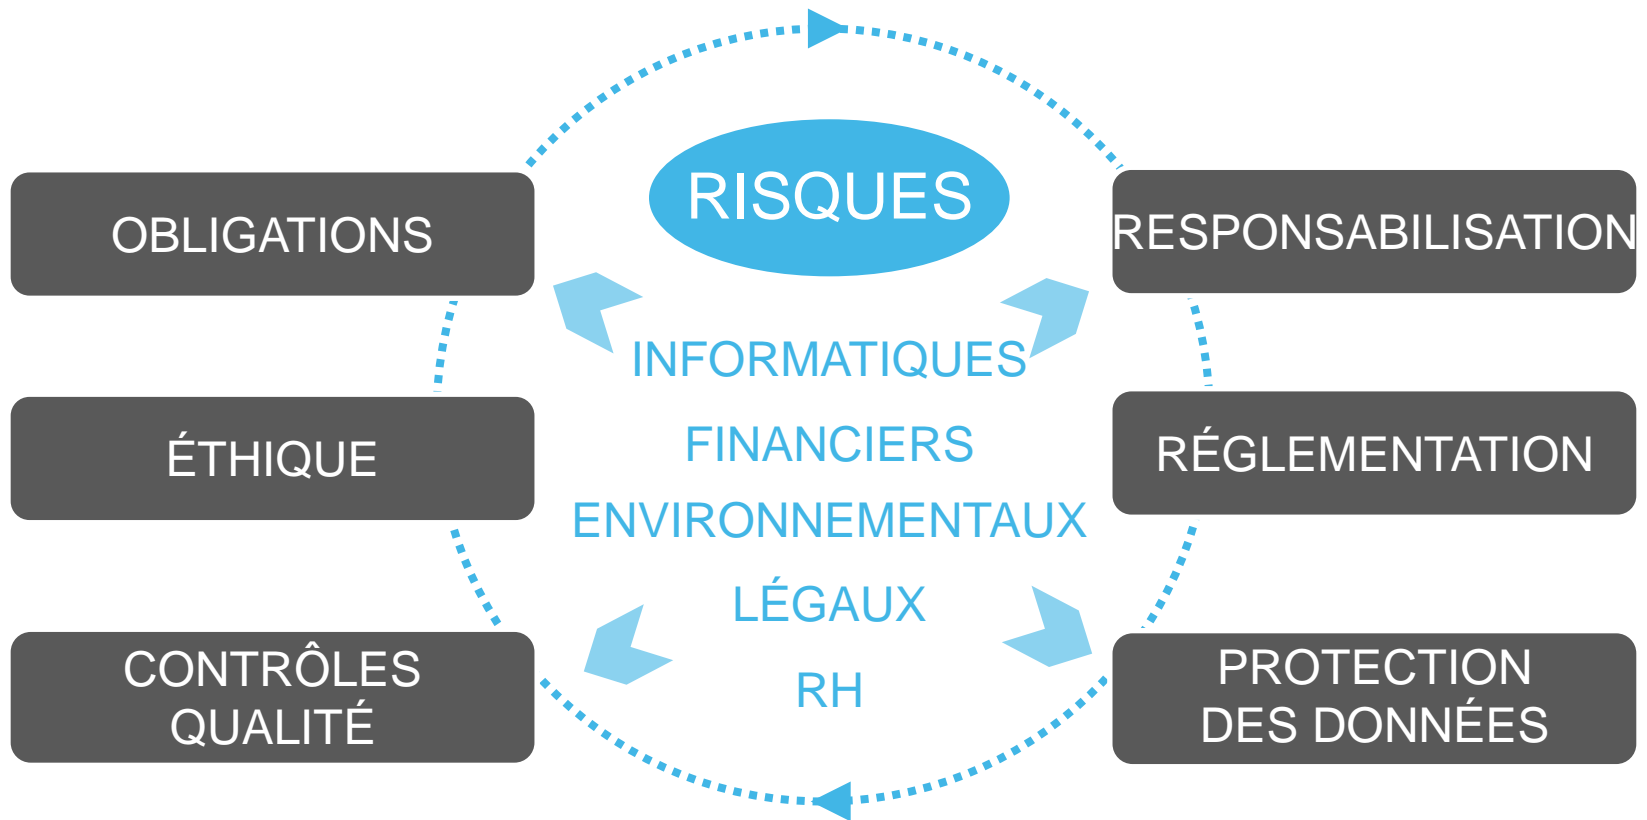 RISQUES
OBLIGATIONS
RESPONSABILISATION
INFORMATIQUES
FINANCIERS
ÉTHIQUE
RÉGLEMENTATION
ENVIRONNEMENTAUX
LÉGAUX
CONTRÔLES
QUALITÉ
RH
PROTECTION
DES DONNÉES